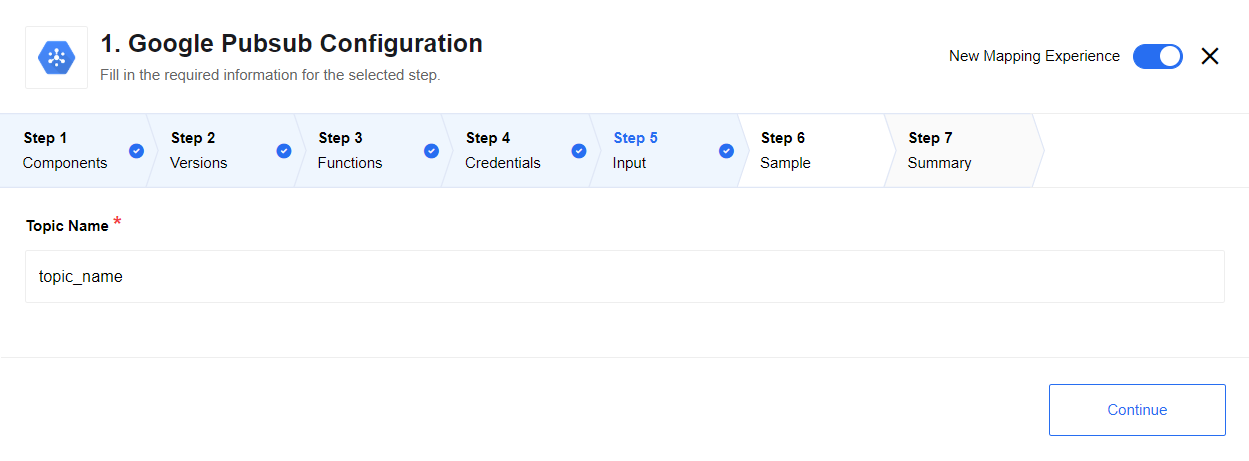 1. Google Pubsub Configuration
Fill in the required information for the selected step.
New Mapping Experience
Step 1
Components
Step 2
Versions
Step 3
Functions
Step 4
Credentials
Step 5
Input
Step 6
Sample
Step 7
Summary
Topic Name *
topic_name
Continue